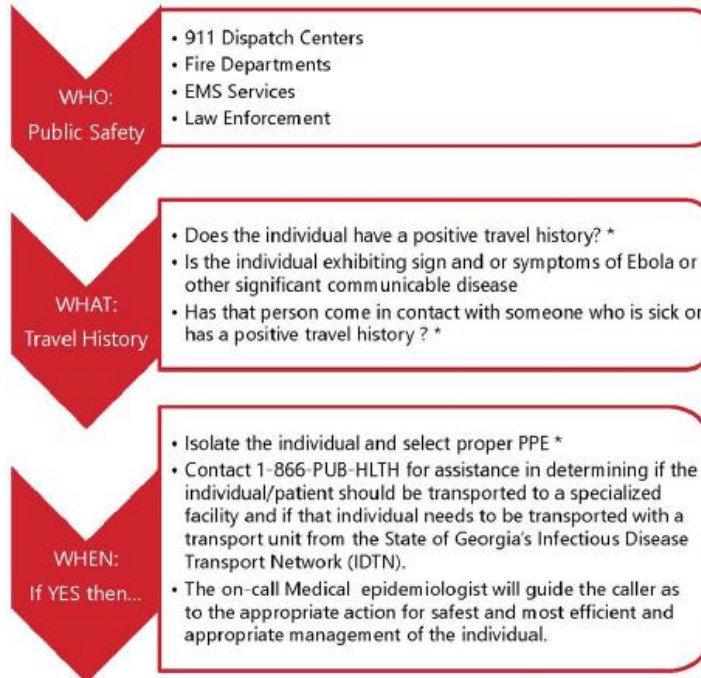 WHO:
Public Safety
• 911 Dispatch Centers
• Fire Departments
• EMS Services
• Law Enforcement
WHAT:
Travel History
• Does the individual have a positive travel history? *
• Is the individual exhibiting sign and or symptoms of Ebola or
other significant communicable disease
• Has that person come in contact with someone who is sick or
has a positive travel history ? *
WHEN:
If YES then...
• Isolate the individual and select proper PPE *
• Contact 1-866-PUB-HLTH for assistance in determining if the
individual/patient should be transported to a specialized
facility and if that individual needs to be transported with a
transport unit from the State of Georgia's Infectious Disease
Transport Network (IDTN).
• The on-call Medical epidemiologist will guide the caller as
to the appropriate action for safest and most efficient and
appropriate management of the individual.